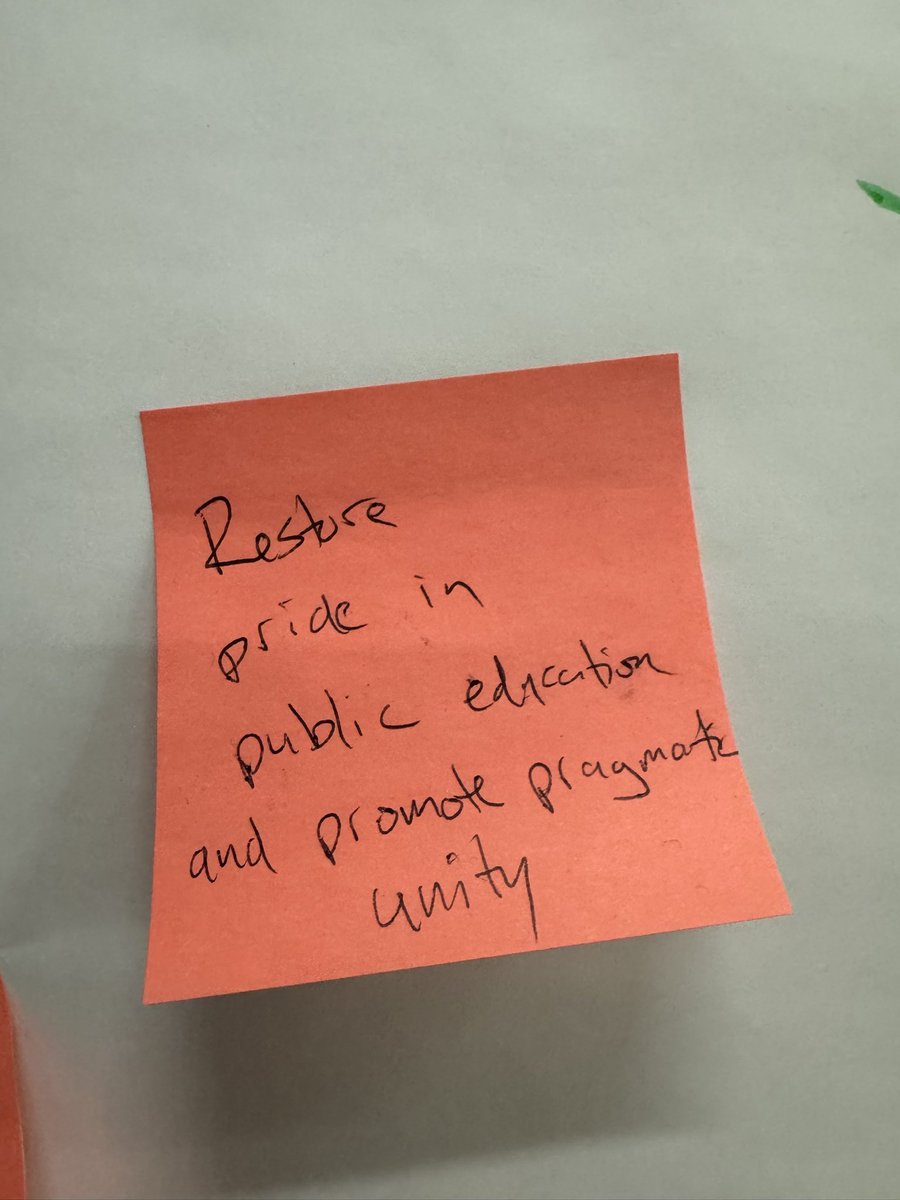 Restore
pride in
public education
and promote pragmatic
unity